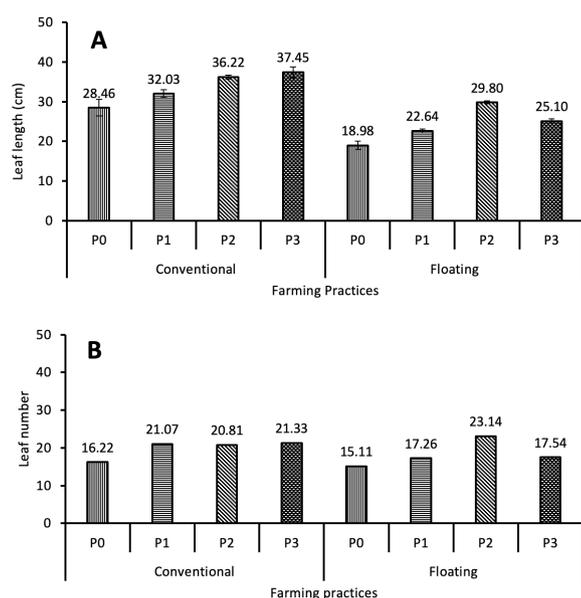 A
Leaf length (cm)
50
40
30
20
10
0
28.46
32.03
36.22
37.45
18.98
22.64
29.80
25.10
P0 P1 P2 P3 P0 P1 P2 P3
Conventional Floating
Farming Practices
B
Leaf number
50
40
30
20
10
0
16.22
21.07
20.81
21.33
15.11
17.26
23.14
17.54
P0 P1 P2 P3 P0 P1 P2 P3
Conventional Floating
Farming practices